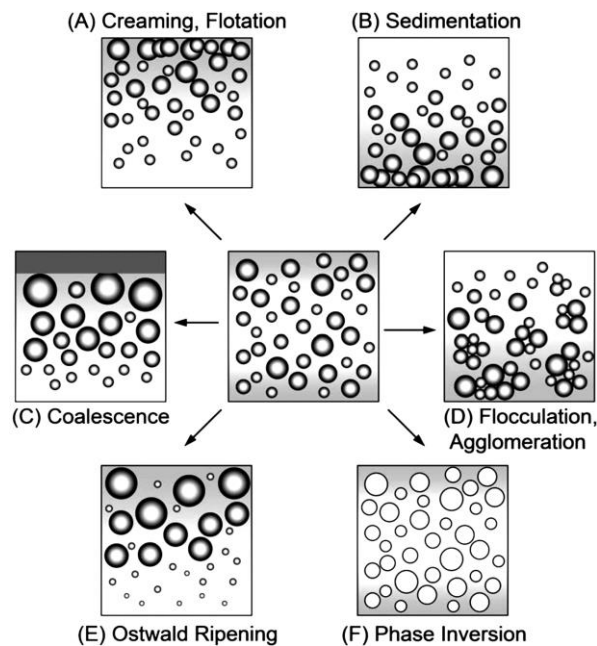 (A) Creaming, Flotation
(B) Sedimentation
(C) Coalescence
(D) Flocculation,
Agglomeration
(E) Ostwald Ripening
(F) Phase Inversion